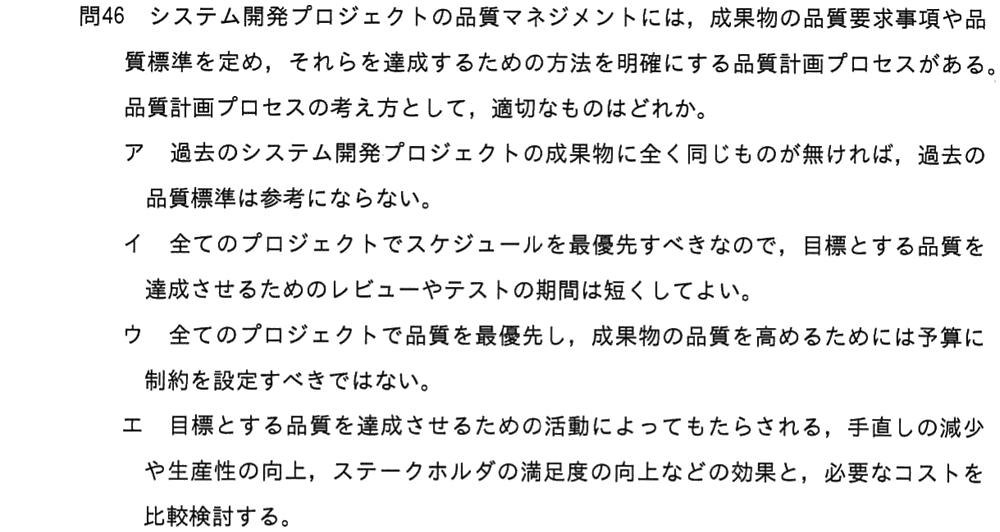 問46 システム開発プロジェクトの品質マネジメントには，成果物の品質要求事項や品
質標準を定め，それらを達成するための方法を明確にする品質計画プロセスがある。
品質計画プロセスの考え方として，適切なものはどれか。
ア 過去のシステム開発プロジェクトの成果物に全く同じものが無ければ，過去の
品質標準は参考にならない。
イ 全てのプロジェクトでスケジュールを最優先すべきなので，目標とする品質を
達成させるためのレビューやテストの期間は短くしてよい。
ウ 全てのプロジェクトで品質を最優先し，成果物の品質を高めるためには予算に
制約を設定すべきではない。
エ 目標とする品質を達成させるための活動によってもたらされる，手直しの減少
や生産性の向上，ステークホルダの満足度の向上などの効果と，必要なコストを
比較検討する。